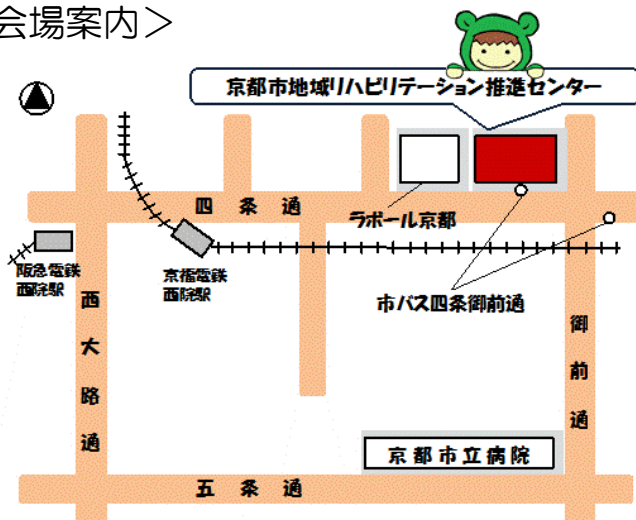 会場案内＞
京都市地域リハビリテーション推進センター
四条通
ラボール京都
阪急電鉄
西院駅
京福電鉄
西院駅
市バス四条御前通
西大路通
御前通
京都市立病院
五条通